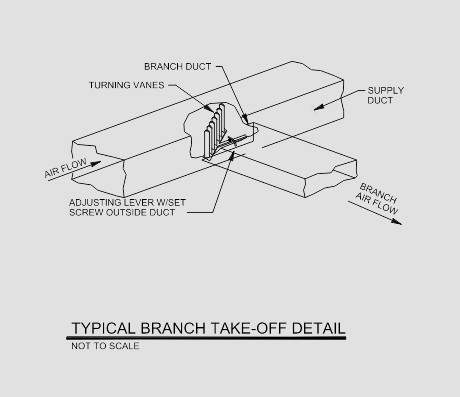 BRANCH DUCT
TURNING VANES
SUPPLY
DUCT
AIR FLOW
ADJUSTING LEVER W/SET
SCREW OUTSIDE DUCT
BRANCH
AIR FLOW
TYPICAL BRANCH TAKE-OFF DETAIL
NOT TO SCALE